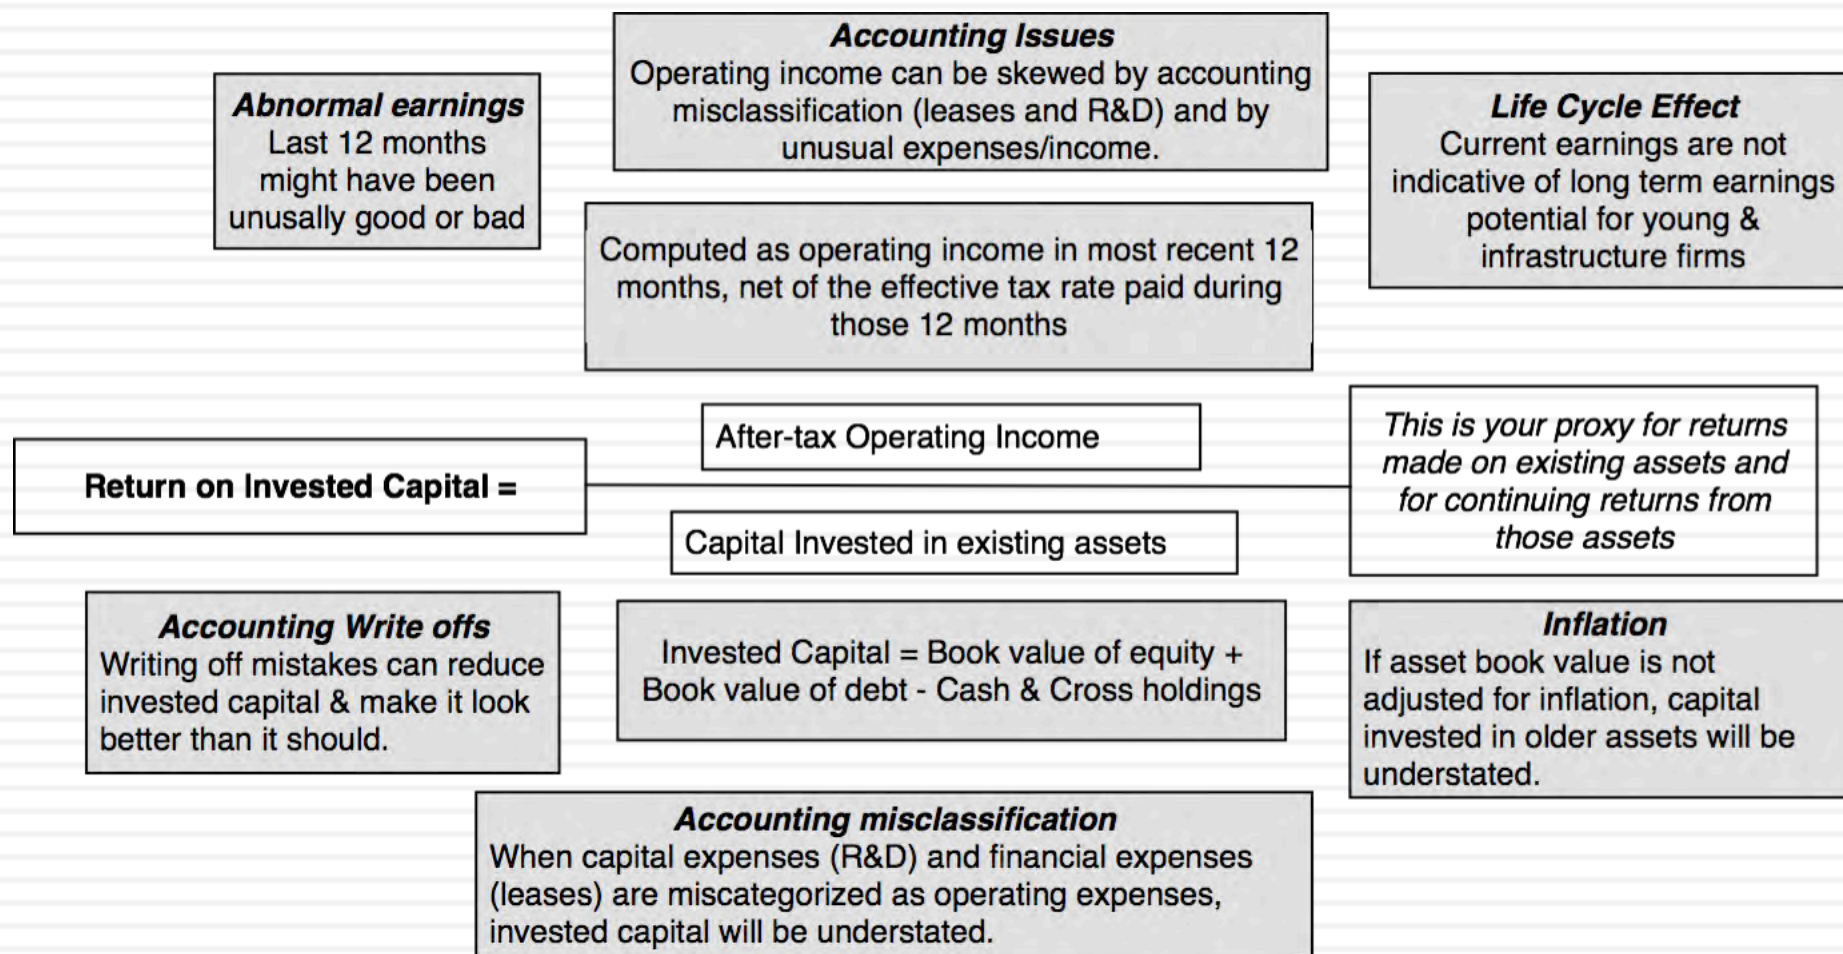 Accounting Issues
Operating income can be skewed by accounting
misclassification (leases and R&D) and by
unusual expenses/income.
Abnormal earnings
Last 12 months
might have been
unusally good or bad
Life Cycle Effect
Current earnings are not
indicative of long term earnings
potential for young &
infrastructure firms
Computed as operating income in most recent 12
months, net of the effective tax rate paid during
those 12 months
After-tax Operating Income
Return on Invested Capital =
Capital Invested in existing assets
This is your proxy for returns
made on existing assets and
for continuing returns from
those assets
Accounting Write offs
Writing off mistakes can reduce
invested capital & make it look
better than it should.
Invested Capital = Book value of equity +
Book value of debt - Cash & Cross holdings
Inflation
If asset book value is not
adjusted for inflation, capital
invested in older assets will be
understated.
Accounting misclassification
When capital expenses (R&D) and financial expenses
(leases) are miscategorized as operating expenses,
invested capital will be understated.